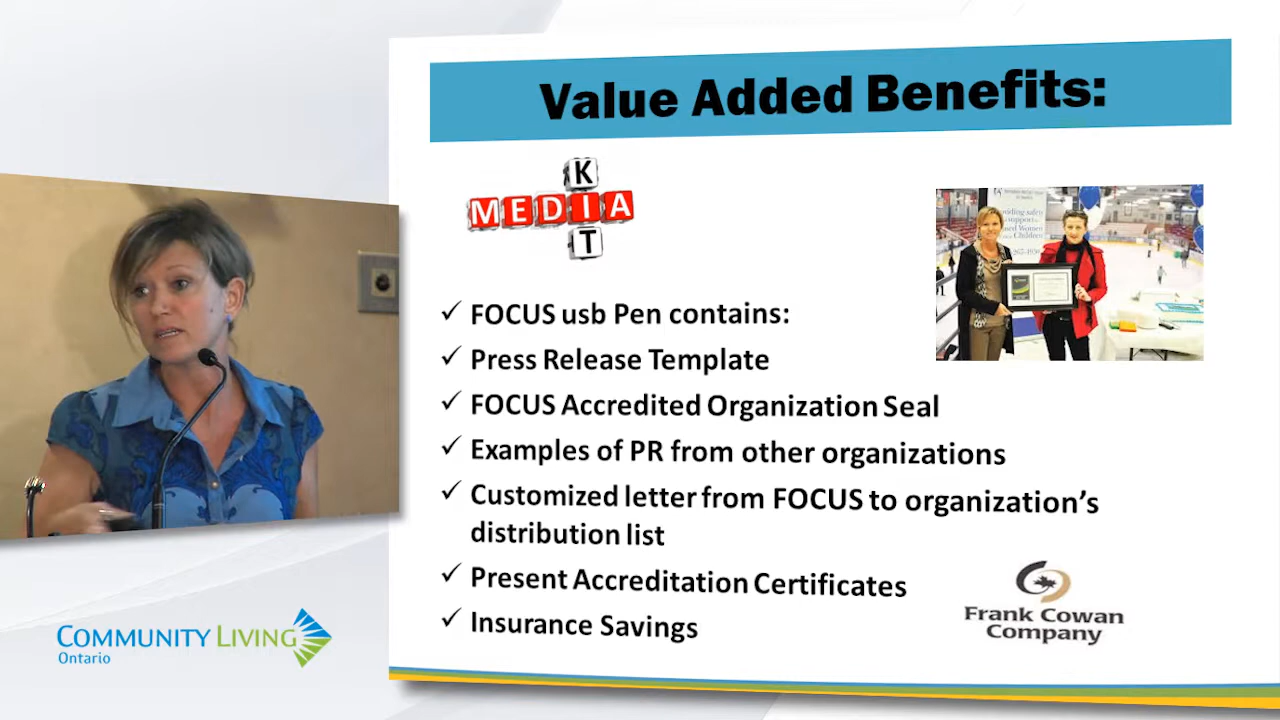 Value Added Benefits:
K
MEDIA
T
FOCUS usb Pen contains:
Press Release Template
FOCUS Accredited Organization Seal
Examples of PR from other organizations
Customized letter from FOCUS to organization's
distribution list
Present Accreditation Certificates
Insurance Savings
Frank Cowan
Company
COMMUNITY LIVING
Ontario